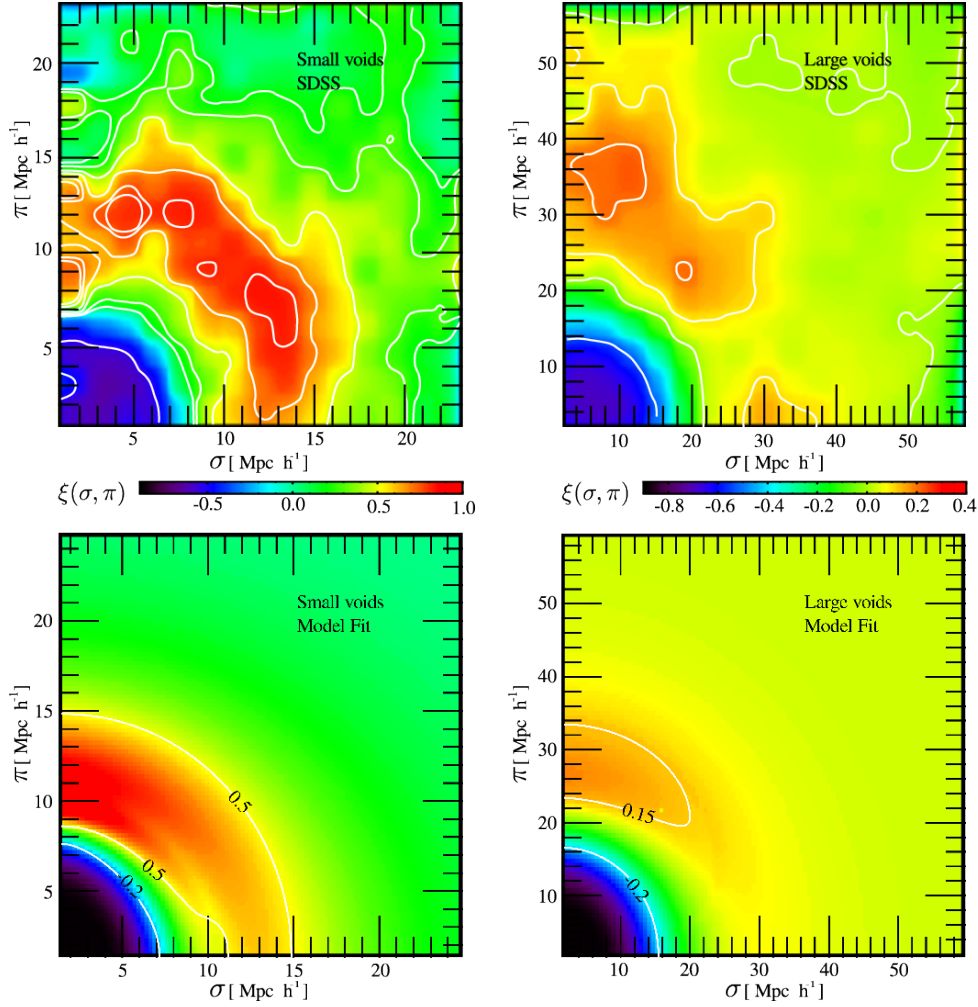 Small voids
SDSS
π [ Mpc h⁻¹]
20
15
10
5
5
10
15
20
σ [ Mpc h⁻¹]
ξ(σ, π)
-0.5
0.0
0.5
1.0
Large voids
SDSS
π [ Mpc h⁻¹]
50
40
30
20
10
10
20
30
40
50
σ [ Mpc h⁻¹]
ξ(σ, π)
-0.8
-0.6
-0.4
-0.2
0.0
0.2
0.4
Small voids
Model Fit
π [ Mpc h⁻¹]
20
15
10
5
0.5
0.5
-0.2
5
10
15
20
σ [ Mpc h⁻¹]
Large voids
Model Fit
π [ Mpc h⁻¹]
50
40
30
20
10
0.15
-0.2
10
20
30
40
50
σ [ Mpc h⁻¹]